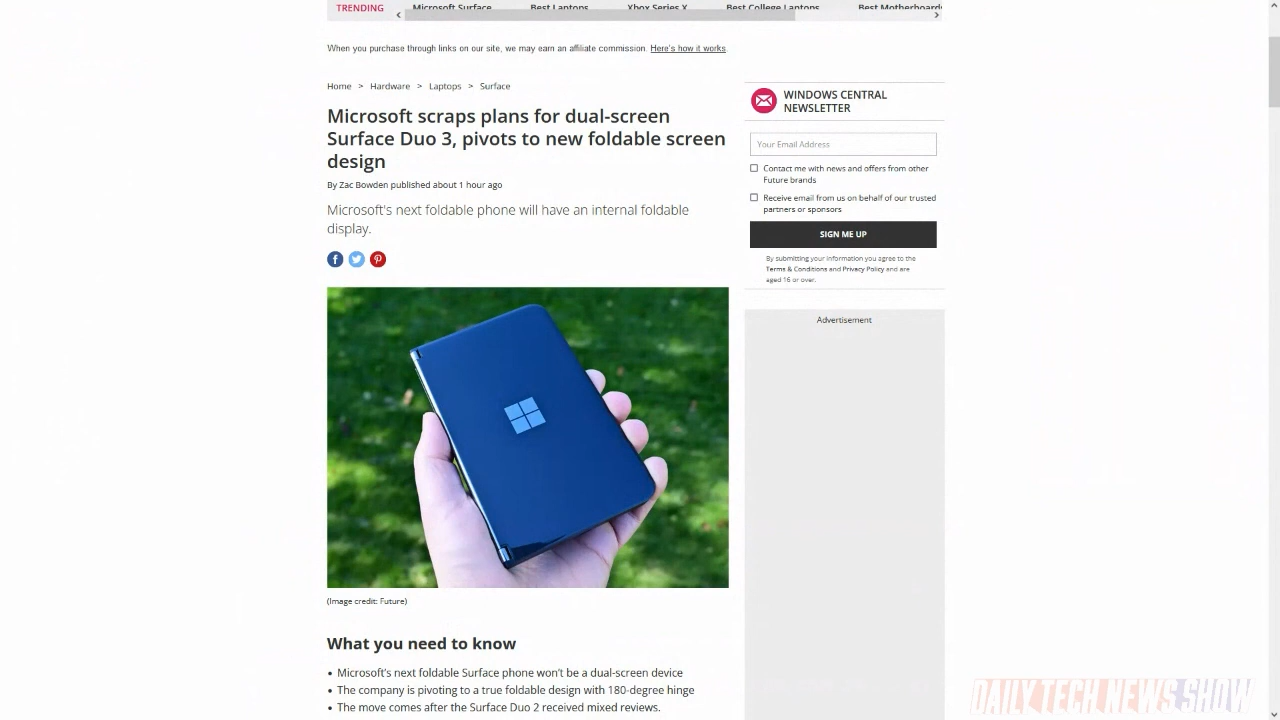 TRENDING
Microsoft Surface
Best Laptops
Xbox Series X
Best College Laptops
Best Motherboards
When you purchase through links on our site, we may earn an affiliate commission. Here's how it works.
Home > Hardware > Laptops > Surface
Microsoft scraps plans for dual-screen
Surface Duo 3, pivots to new foldable screen
design
By Zac Bowden published about 1 hour ago
Microsoft's next foldable phone will have an internal foldable
display.
(Image credit: Future)
What you need to know
• Microsoft's next foldable Surface phone won't be a dual-screen device
• The company is pivoting to a true foldable design with 180-degree hinge
• The move comes after the Surface Duo 2 received mixed reviews.
WINDOWS CENTRAL
NEWSLETTER
Your Email Address
Contact me with news and offers from other
Future brands
Receive email from us on behalf of our trusted
partners or sponsors
SIGN ME UP
By submitting your information you agree to the
Terms & Conditions and Privacy Policy and are
aged 16 or over.
Advertisement
DAILY TECH NEWS SHOW